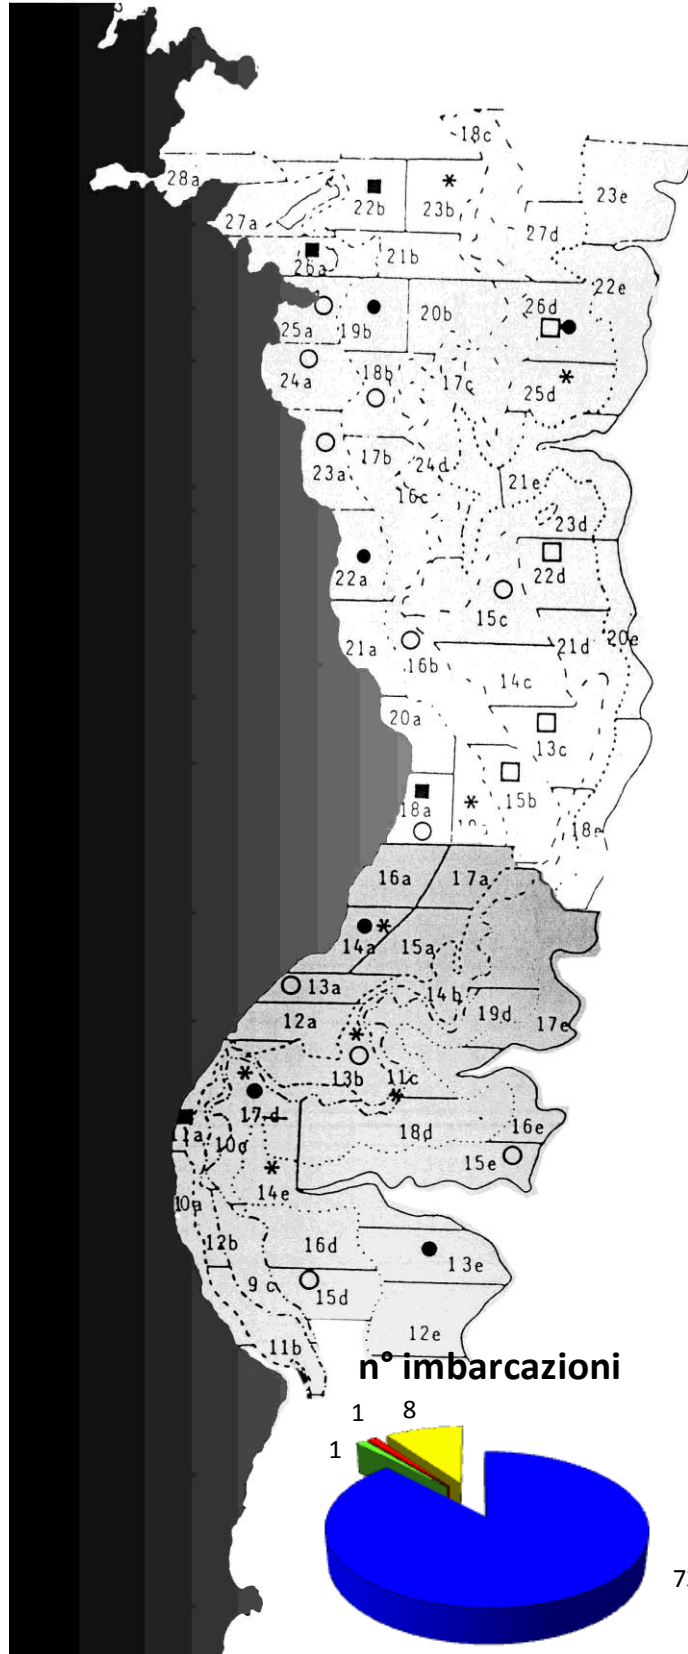 18c
28a
23e
22b
23b
27a
27d
26a
21b
22e
26d
25a
19b
20b
18b
24a
17c
25d
17b
24d
23a
16c
21e
23d
22a
22d
15c
21a
16b
21d
20e
14c
20a
13c
15b
18a
18e
16a
17a
14a
15a
13a
14b
12a
19d
17e
13b
11c
17d
11a
10c
18d
16e
15e
14e
10a
12b
16d
13e
9c
15d
12e
11b
n° imbarcazioni
1
8
1